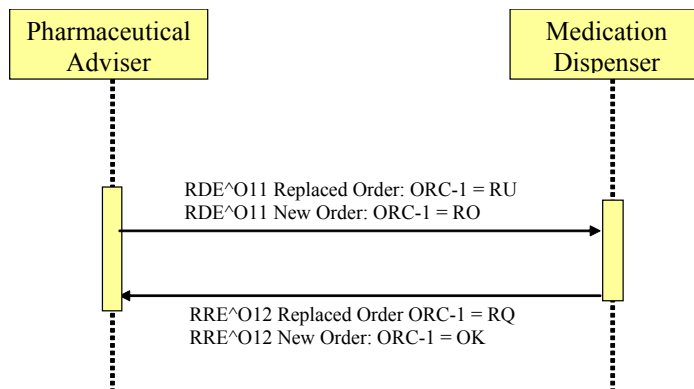 Pharmaceutical
Adviser
Medication
Dispenser
RDE^O11 Replaced Order: ORC-1 = RU
RDE^O11 New Order: ORC-1 = RO
RRE^O12 Replaced Order ORC-1 = RQ
RRE^O12 New Order: ORC-1 = OK